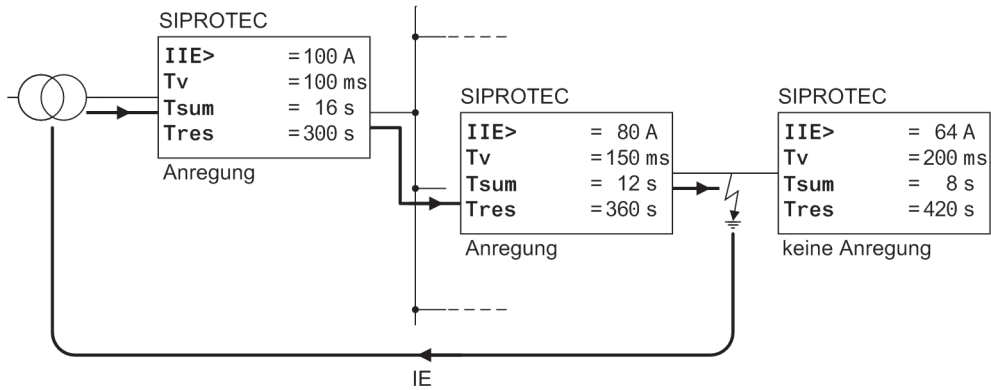 SIPROTEC
IIE> =100 A
Tv =100 ms
Tsum = 16 s
Tres =300 s
Anregung
SIPROTEC
IIE> = 80 A
Tv =150 ms
Tsum = 12 s
Tres =360 s
Anregung
SIPROTEC
IIE> = 64 A
Tv =200 ms
Tsum = 8 s
Tres =420 s
keine Anregung
IE